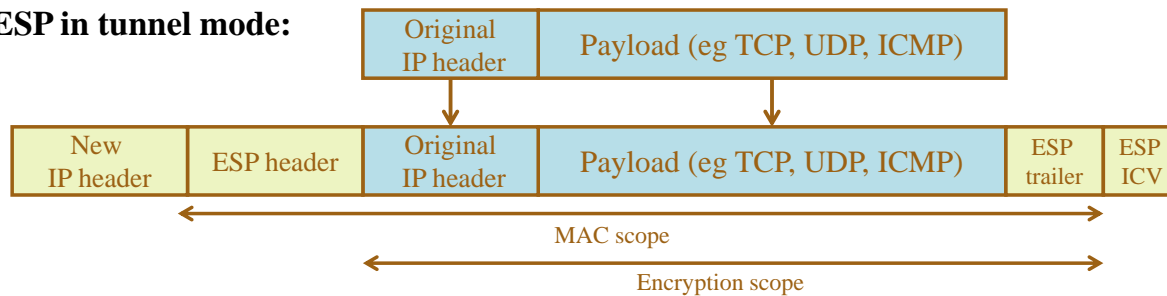 ESP in tunnel mode:
Original
IP header
Payload (eg TCP, UDP, ICMP)
New
IP header
ESP header
Original
IP header
Payload (eg TCP, UDP, ICMP)
ESP
trailer
ESP
ICV
MAC scope
Encryption scope